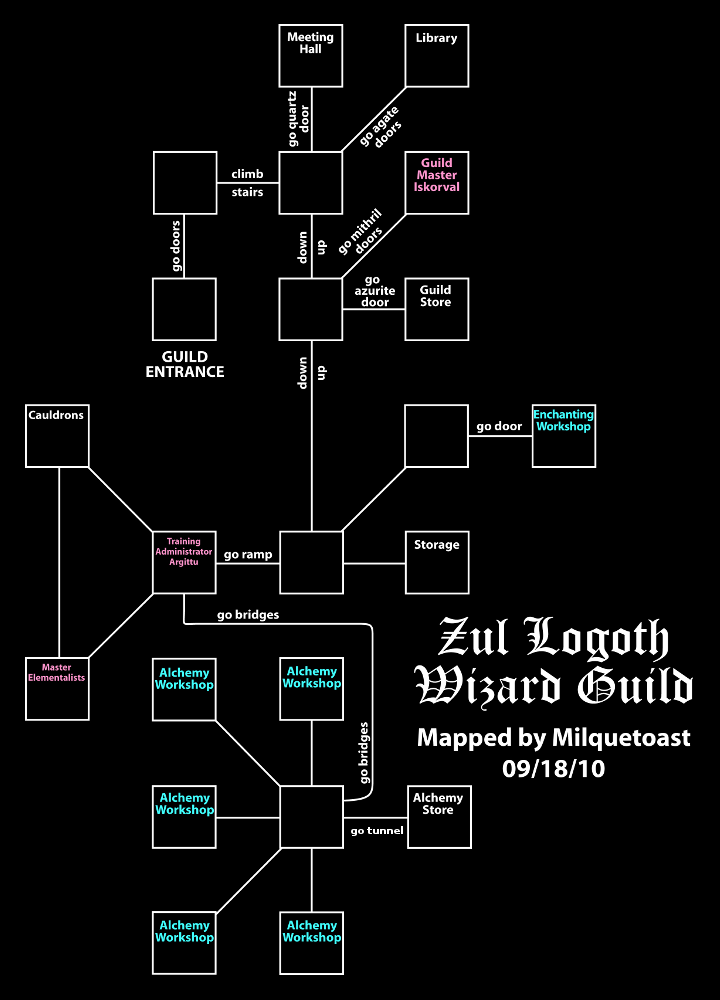 Meeting
Hall
Library
go quartz
door
go agate
doors
climb
stairs
Guild
Master
Iskorval
go doors
down
up
go mithril
doors
go
azurite
door
Guild
Store
GUILD
ENTRANCE
down
up
Cauldrons
go door
Enchanting
Workshop
Training
Administrator
Argittu
go ramp
Storage
go bridges
Master
Elementalists
Alchemy
Workshop
Alchemy
Workshop
Zul Logoth
Wizard Guild
Mapped by Milquetoast
09/18/10
go bridges
Alchemy
Workshop
Alchemy
Store
go tunnel
Alchemy
Workshop
Alchemy
Workshop